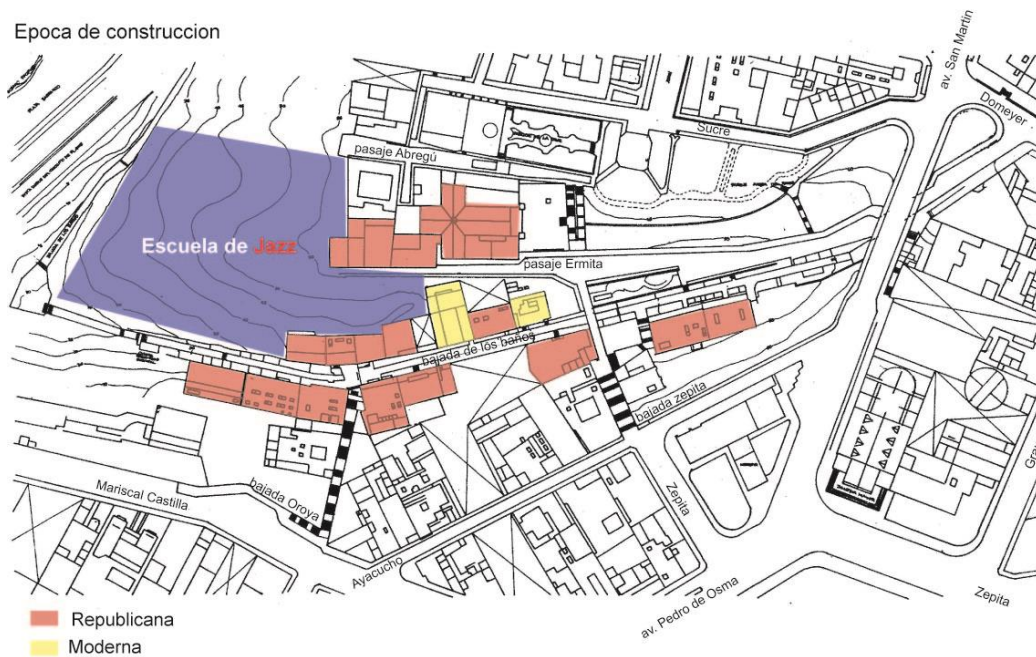 Epoca de construccion
av. San Martin
Domeyer
Sucre
pasaje Abregú
Escuela de Jazz
pasaje Ermita
bajada de lós baños
bajada zepita
Mariscal Castilla
bajada Oroya
Ayacucho
Zepita
av. Pedro de Osma
Zepita
Republicana
Moderna